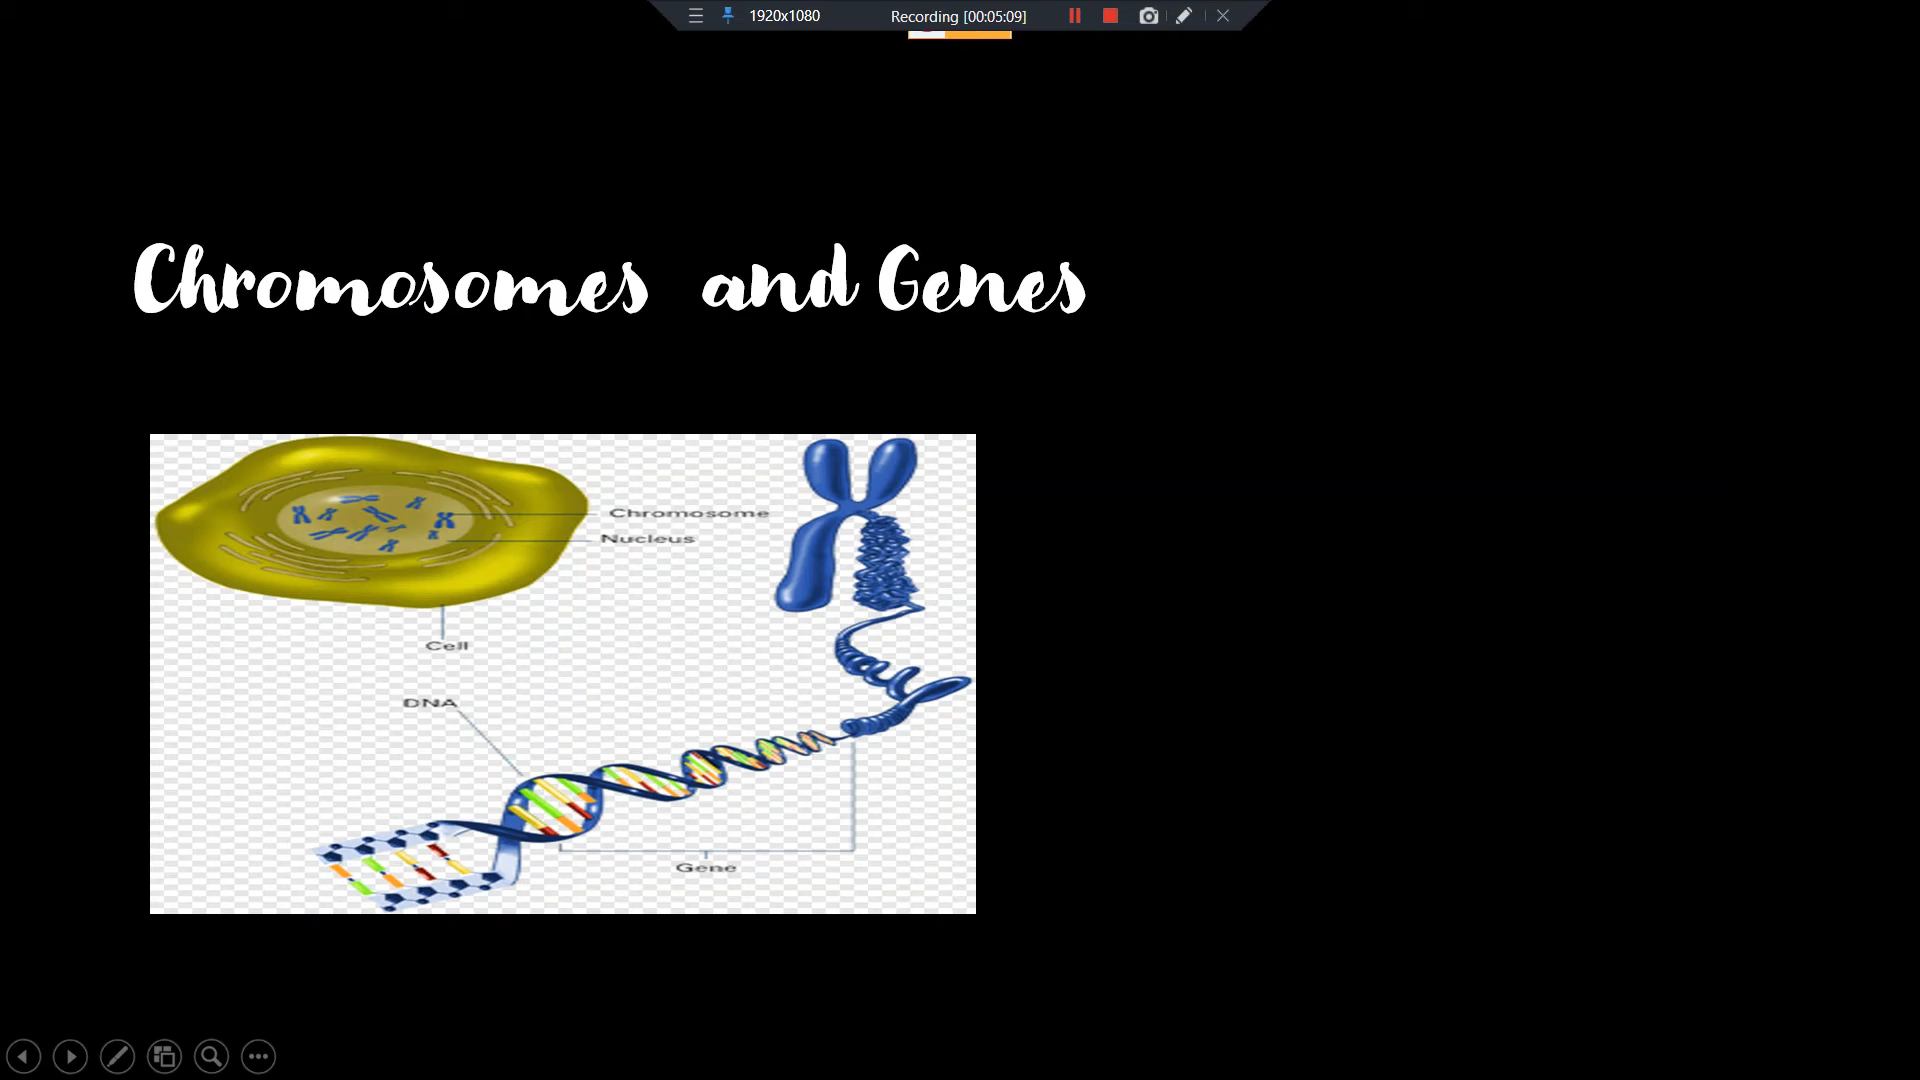 1920x1080 Recording [00:05:09]
Chromosomes and Genes
Chromosome
Nucleus
Cell
DNA
Gene